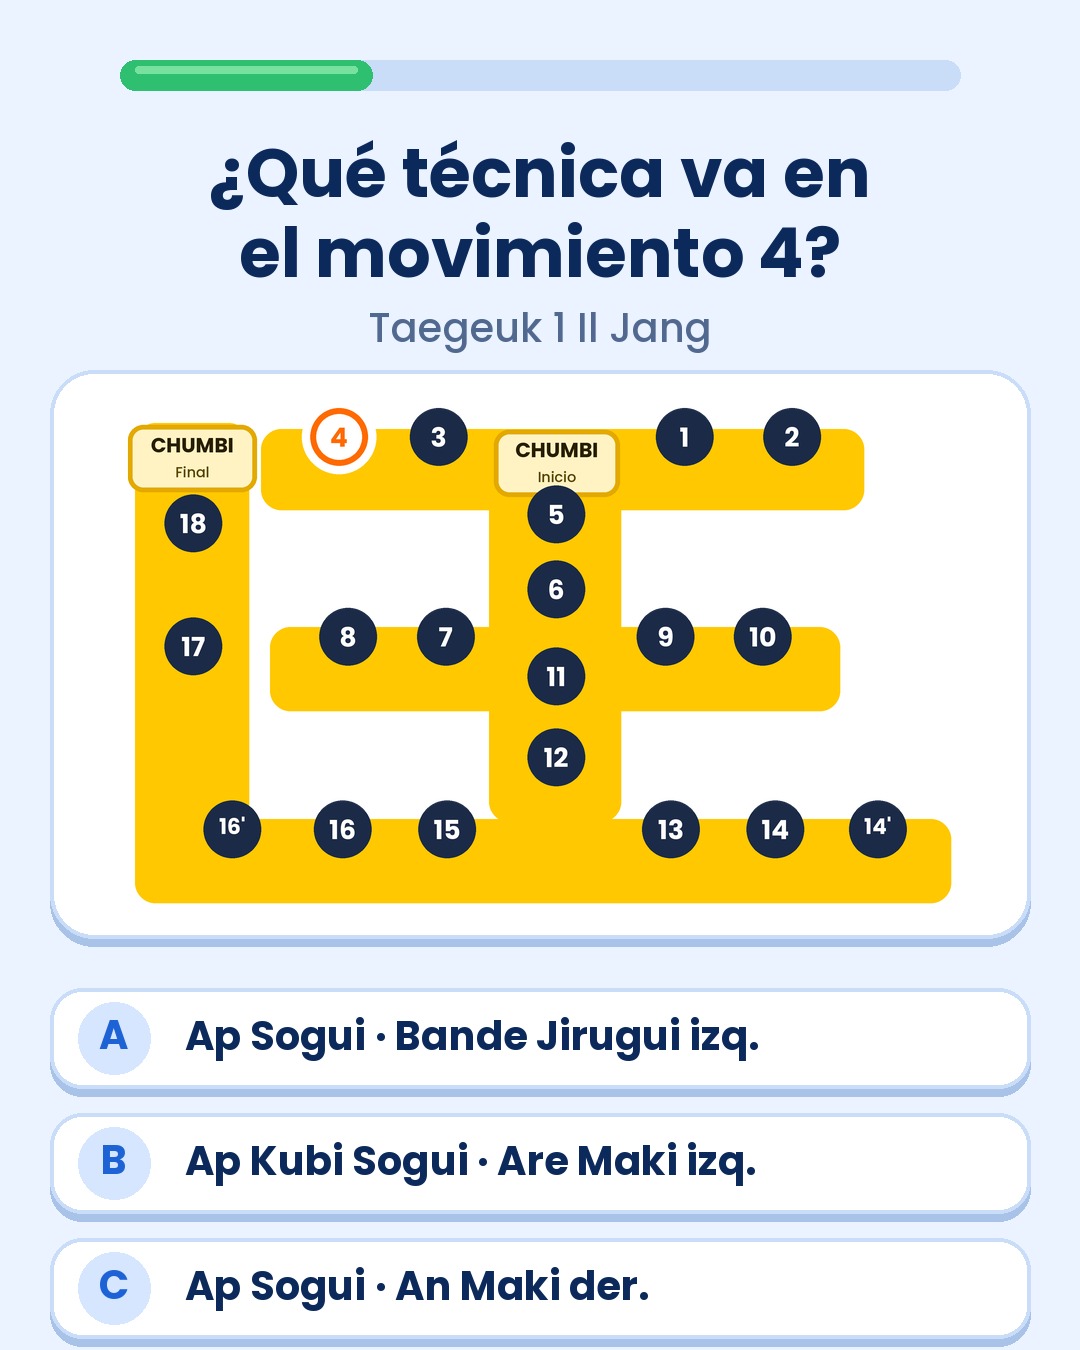 ¿Qué técnica va en
el movimiento 4?
Taegeuk 1 Il Jang
4
3
1
2
CHUMBI
Final
CHUMBI
Inicio
18
5
6
17
8
7
9
10
11
12
16'
16
15
13
14
14'
A Ap Sogui · Bande Jirugui izq.
B Ap Kubi Sogui · Are Maki izq.
C Ap Sogui · An Maki der.